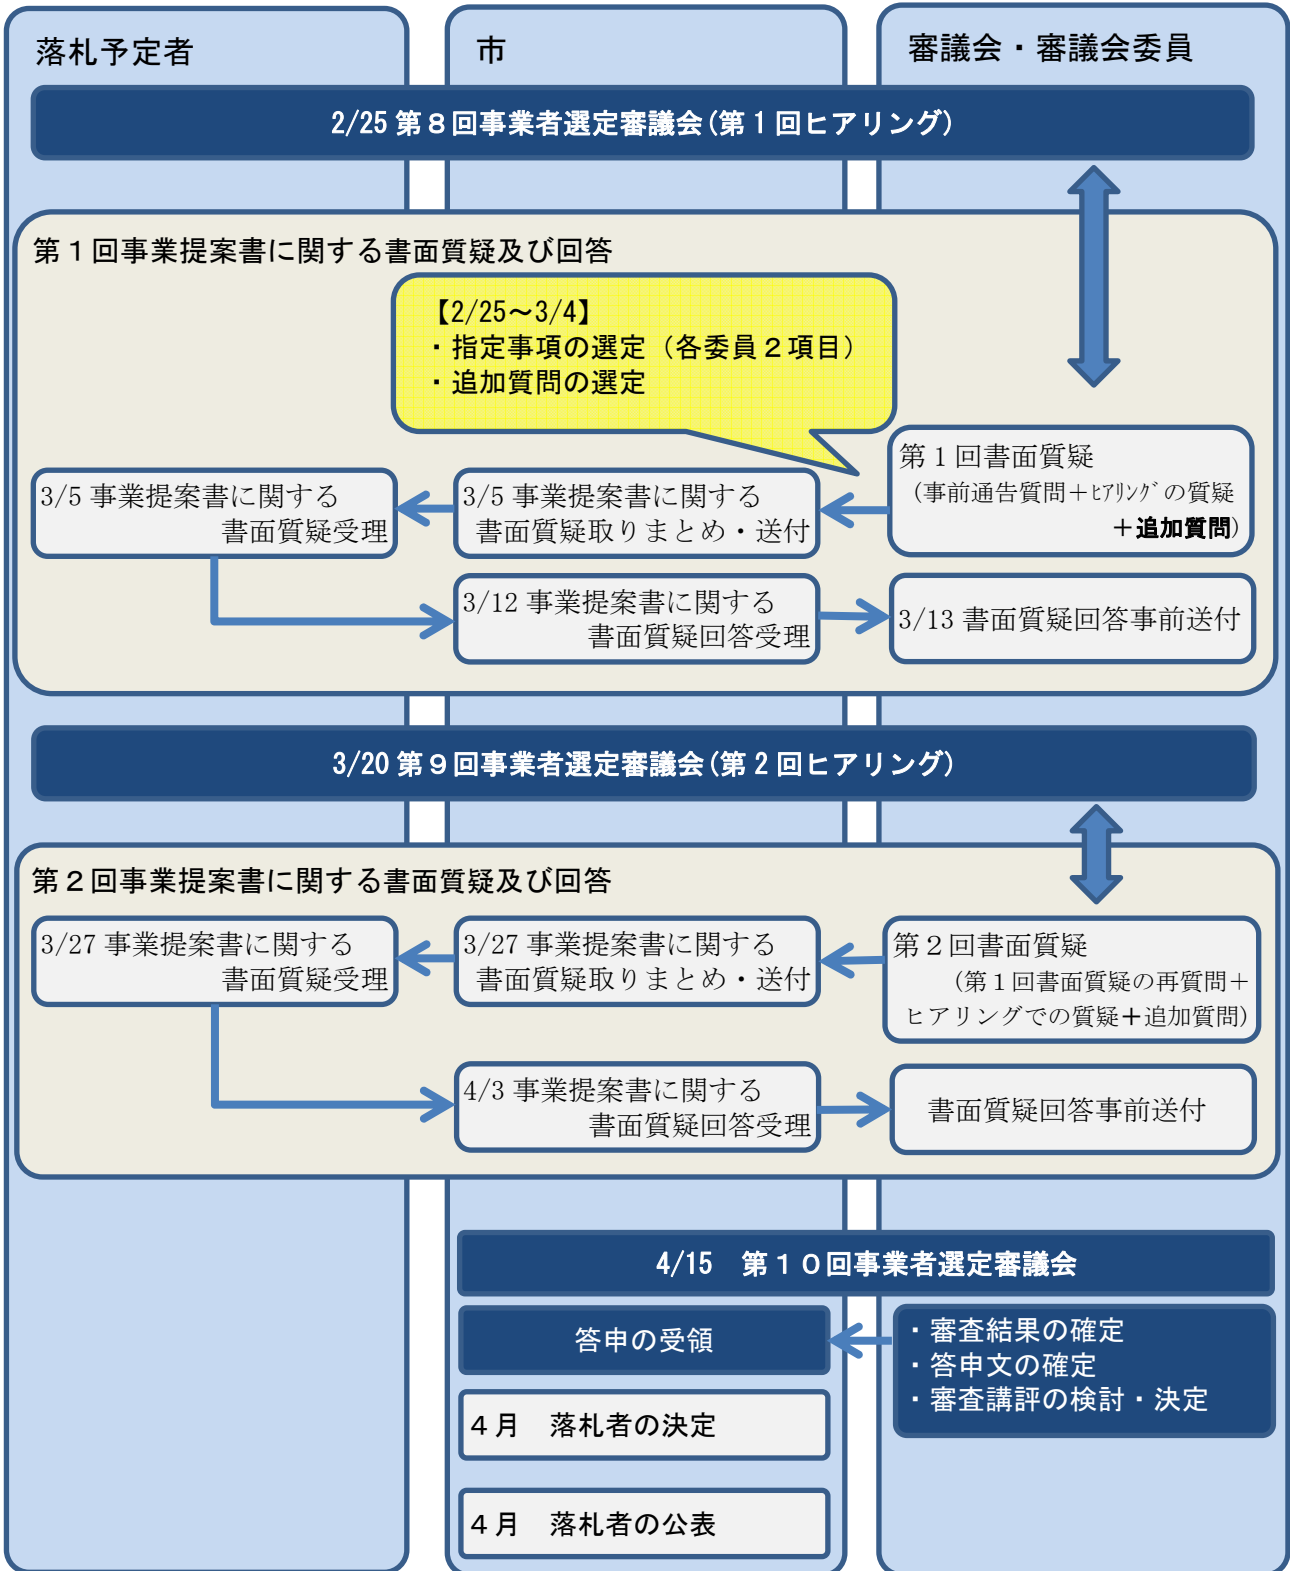 落札予定者
市
審議会・審議会委員
2/25 第８回事業者選定審議会(第１回ヒアリング)
第１回事業提案書に関する書面質疑及び回答
【2/25～3/4】
・指定事項の選定（各委員２項目）
・追加質問の選定
第１回書面質疑
（事前通告質問＋ﾋｱﾘﾝｸﾞの質疑
＋追加質問）
3/5 事業提案書に関する
書面質疑取りまとめ・送付
3/5 事業提案書に関する
書面質疑受理
3/12 事業提案書に関する
書面質疑回答受理
3/13 書面質疑回答事前送付
3/20 第９回事業者選定審議会(第２回ヒアリング)
第２回事業提案書に関する書面質疑及び回答
第２回書面質疑
（第１回書面質疑の再質問＋
ヒアリングでの質疑＋追加質問）
3/27 事業提案書に関する
書面質疑取りまとめ・送付
3/27 事業提案書に関する
書面質疑受理
4/3 事業提案書に関する
書面質疑回答受理
書面質疑回答事前送付
4/15　第１０回事業者選定審議会
答申の受領
・審査結果の確定
・答申文の確定
・審査講評の検討・決定
４月　落札者の決定
４月　落札者の公表